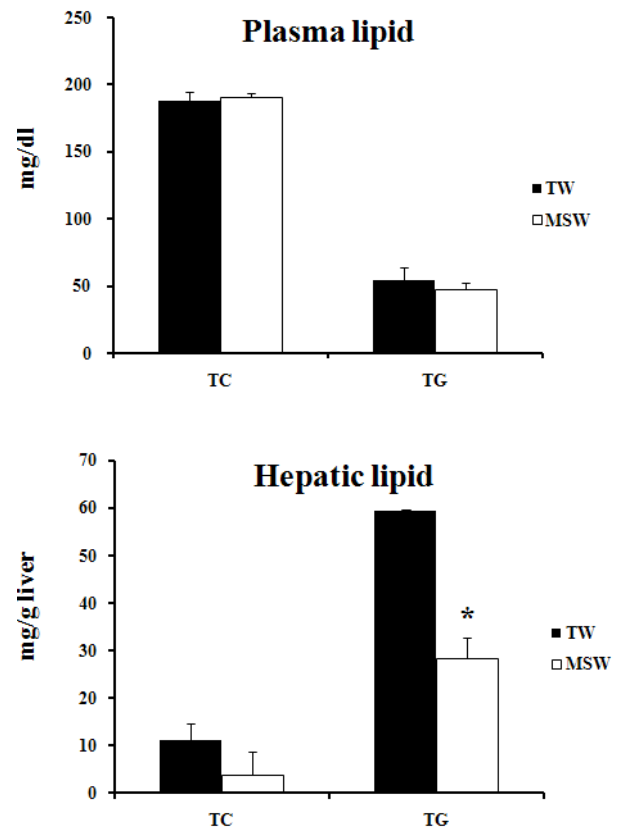 Plasma lipid
250
200
150
100
50
0
mg/dl
TC
TG
TW
MSW
Hepatic lipid
70
60
50
40
30
20
10
0
mg/g liver
*
TC
TG
TW
MSW